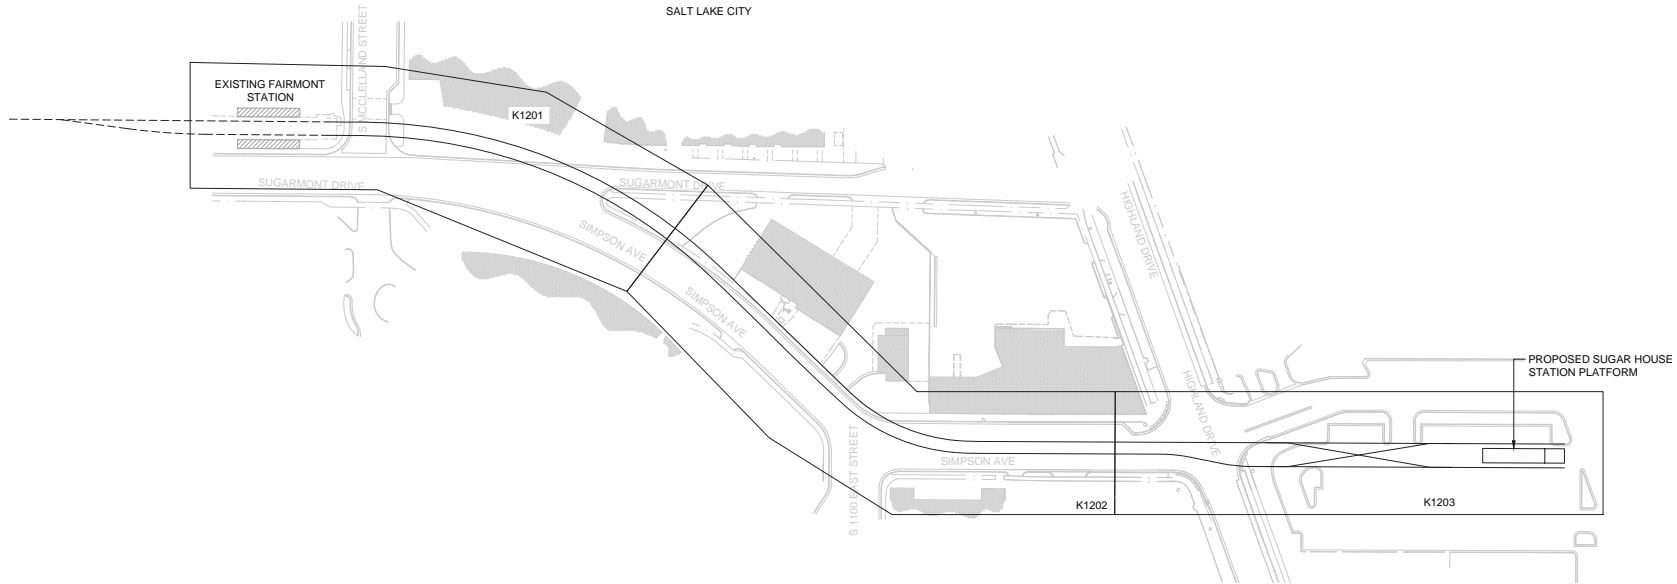 SALT LAKE CITY
S MCCLELLAND STREET
EXISTING FAIRMONT
STATION
K1201
SUGARMONT DRIVE
SUGARMONT DRIVE
HIGHLAND DRIVE
SIMPSON AVE
SIMPSON AVE
PROPOSED SUGAR HOUSE
STATION PLATFORM
HIGHLAND DRIVE
S 1100 EAST STREET
SIMPSON AVE
K1202
K1203